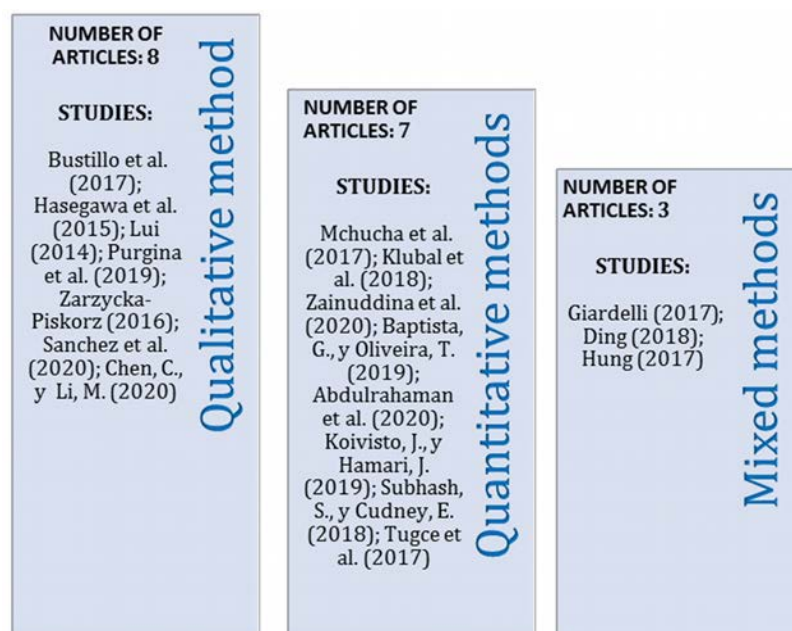 NUMBER OF
ARTICLES: 8
STUDIES:
Bustillo et al.
(2017);
Hasegawa et al.
(2015); Lui
(2014); Purgina
et al. (2019);
Zarzycka-
Piskorz (2016);
Sanchez et al.
(2020); Chen, C.,
y Li, M. (2020)
Qualitative method
NUMBER OF
ARTICLES: 7
STUDIES:
Mchucha et al.
(2017); Klubal et
al. (2018);
Zainuddina et al.
(2020); Baptista,
G., y Oliveira, T.
(2019);
Abdulrahaman
et al. (2020);
Koivisto, J., y
Hamari, J.
(2019); Subhash,
S., y Cudney, E.
(2018); Tugce et
al. (2017)
Quantitative methods
NUMBER OF
ARTICLES: 3
STUDIES:
Giardelli (2017);
Ding (2018);
Hung (2017)
Mixed methods